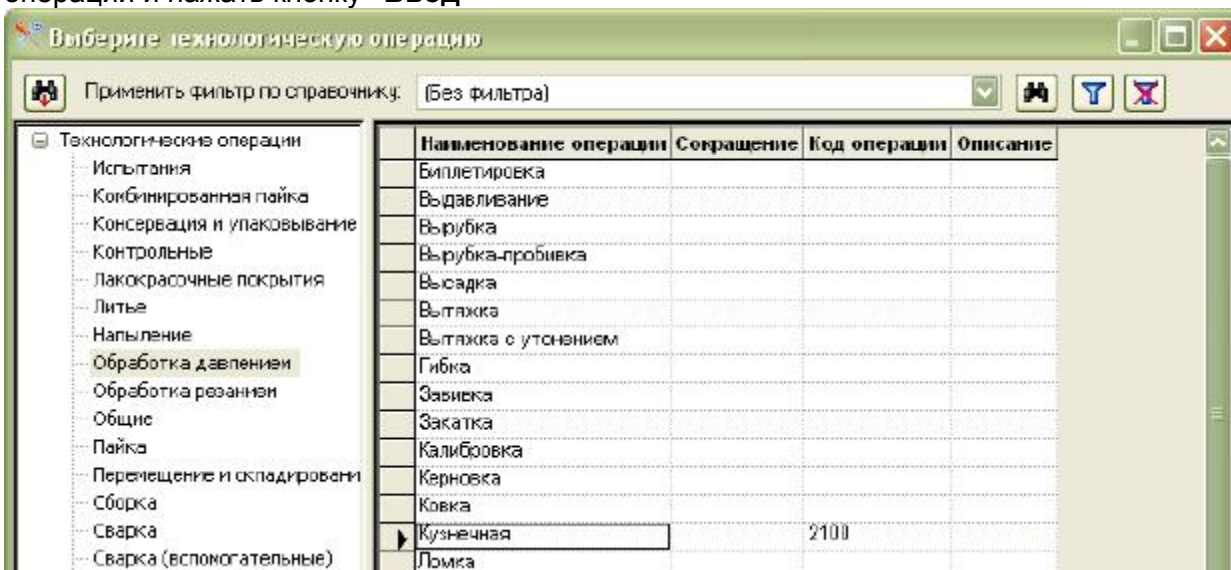 операции и нажать кнопку "Ввод"
Выберите технологическую операцию
Применить фильтр по справочнику: (Без фильтра)
Технологические операции
Испытания
Комбинированная пайка
Консервация и упаковывание
Контрольные
Лакокрасочные покрытия
Литье
Напыление
Обработка давлением
Обработка резанием
Общие
Пайка
Перемещение и складировани
Сборка
Сварка
Сварка (вспомогательные)
Наименование операции Сокращение Код операции Описание
Биллетировка
Выдавливание
Вырубка
Вырубка-пробивка
Высадка
Вытяжка
Вытяжка с утонением
Гибка
Завивка
Закатка
Калибровка
Керновка
Ковка
Кузнечная 2100
Ломка